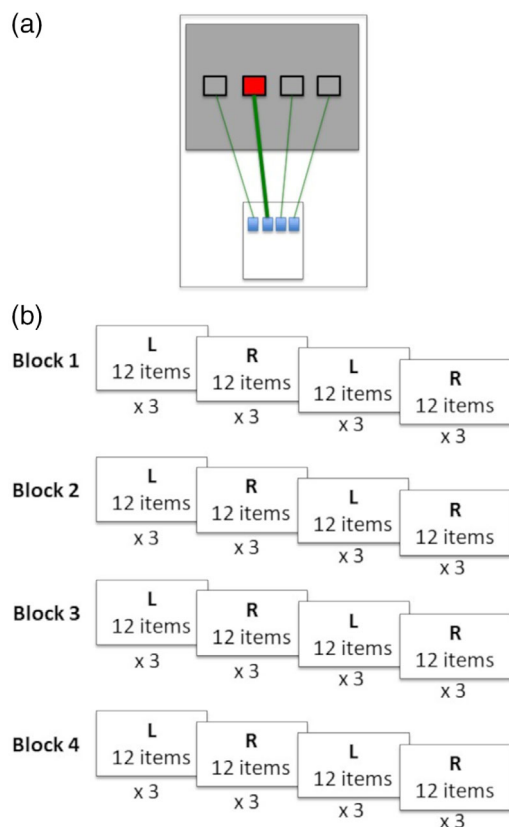 (a)
(b)
Block 1
L
12 items
x 3
R
12 items
x 3
L
12 items
x 3
R
12 items
x 3
Block 2
L
12 items
x 3
R
12 items
x 3
L
12 items
x 3
R
12 items
x 3
Block 3
L
12 items
x 3
R
12 items
x 3
L
12 items
x 3
R
12 items
x 3
Block 4
L
12 items
x 3
R
12 items
x 3
L
12 items
x 3
R
12 items
x 3